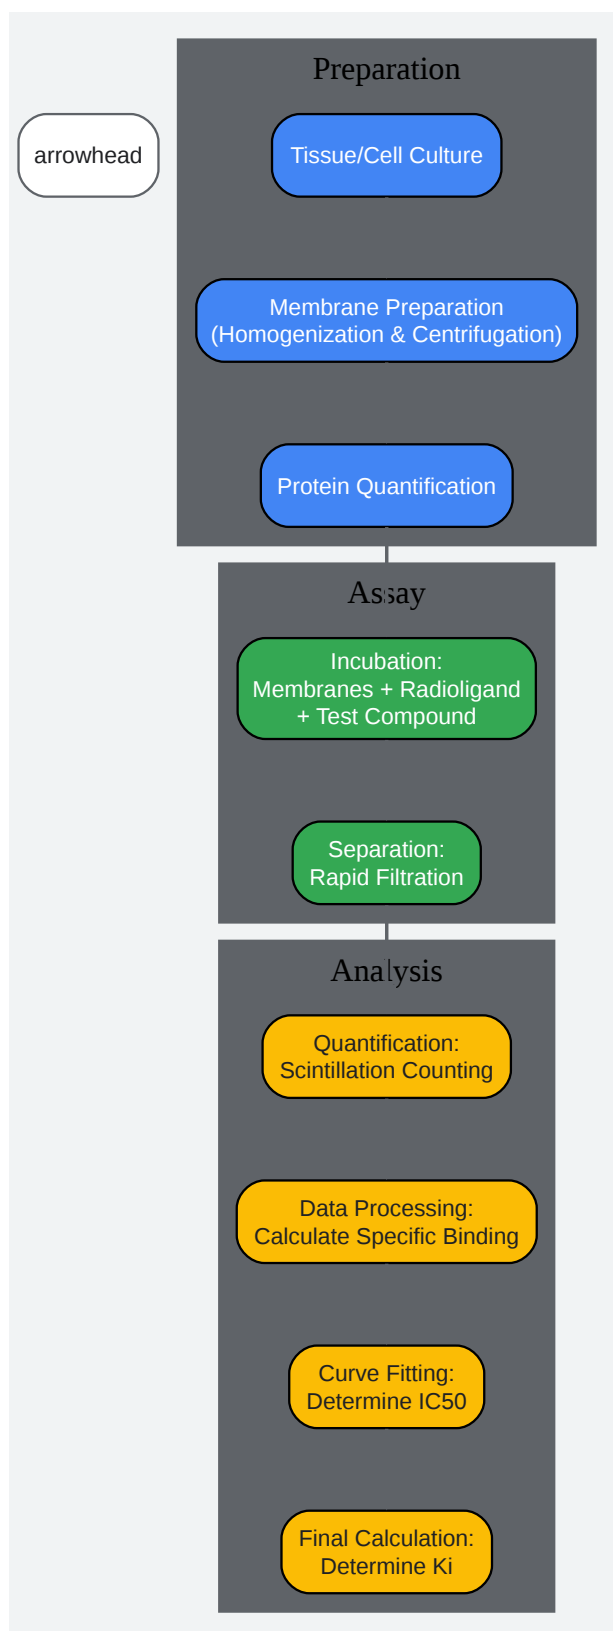 Preparation
arrowhead
Tissue/Cell Culture
Membrane Preparation
(Homogenization & Centrifugation)
Protein Quantification
Assay
Incubation:
Membranes + Radioligand
+ Test Compound
Separation:
Rapid Filtration
Analysis
Quantification:
Scintillation Counting
Data Processing:
Calculate Specific Binding
Curve Fitting:
Determine IC50
Final Calculation:
Determine Ki